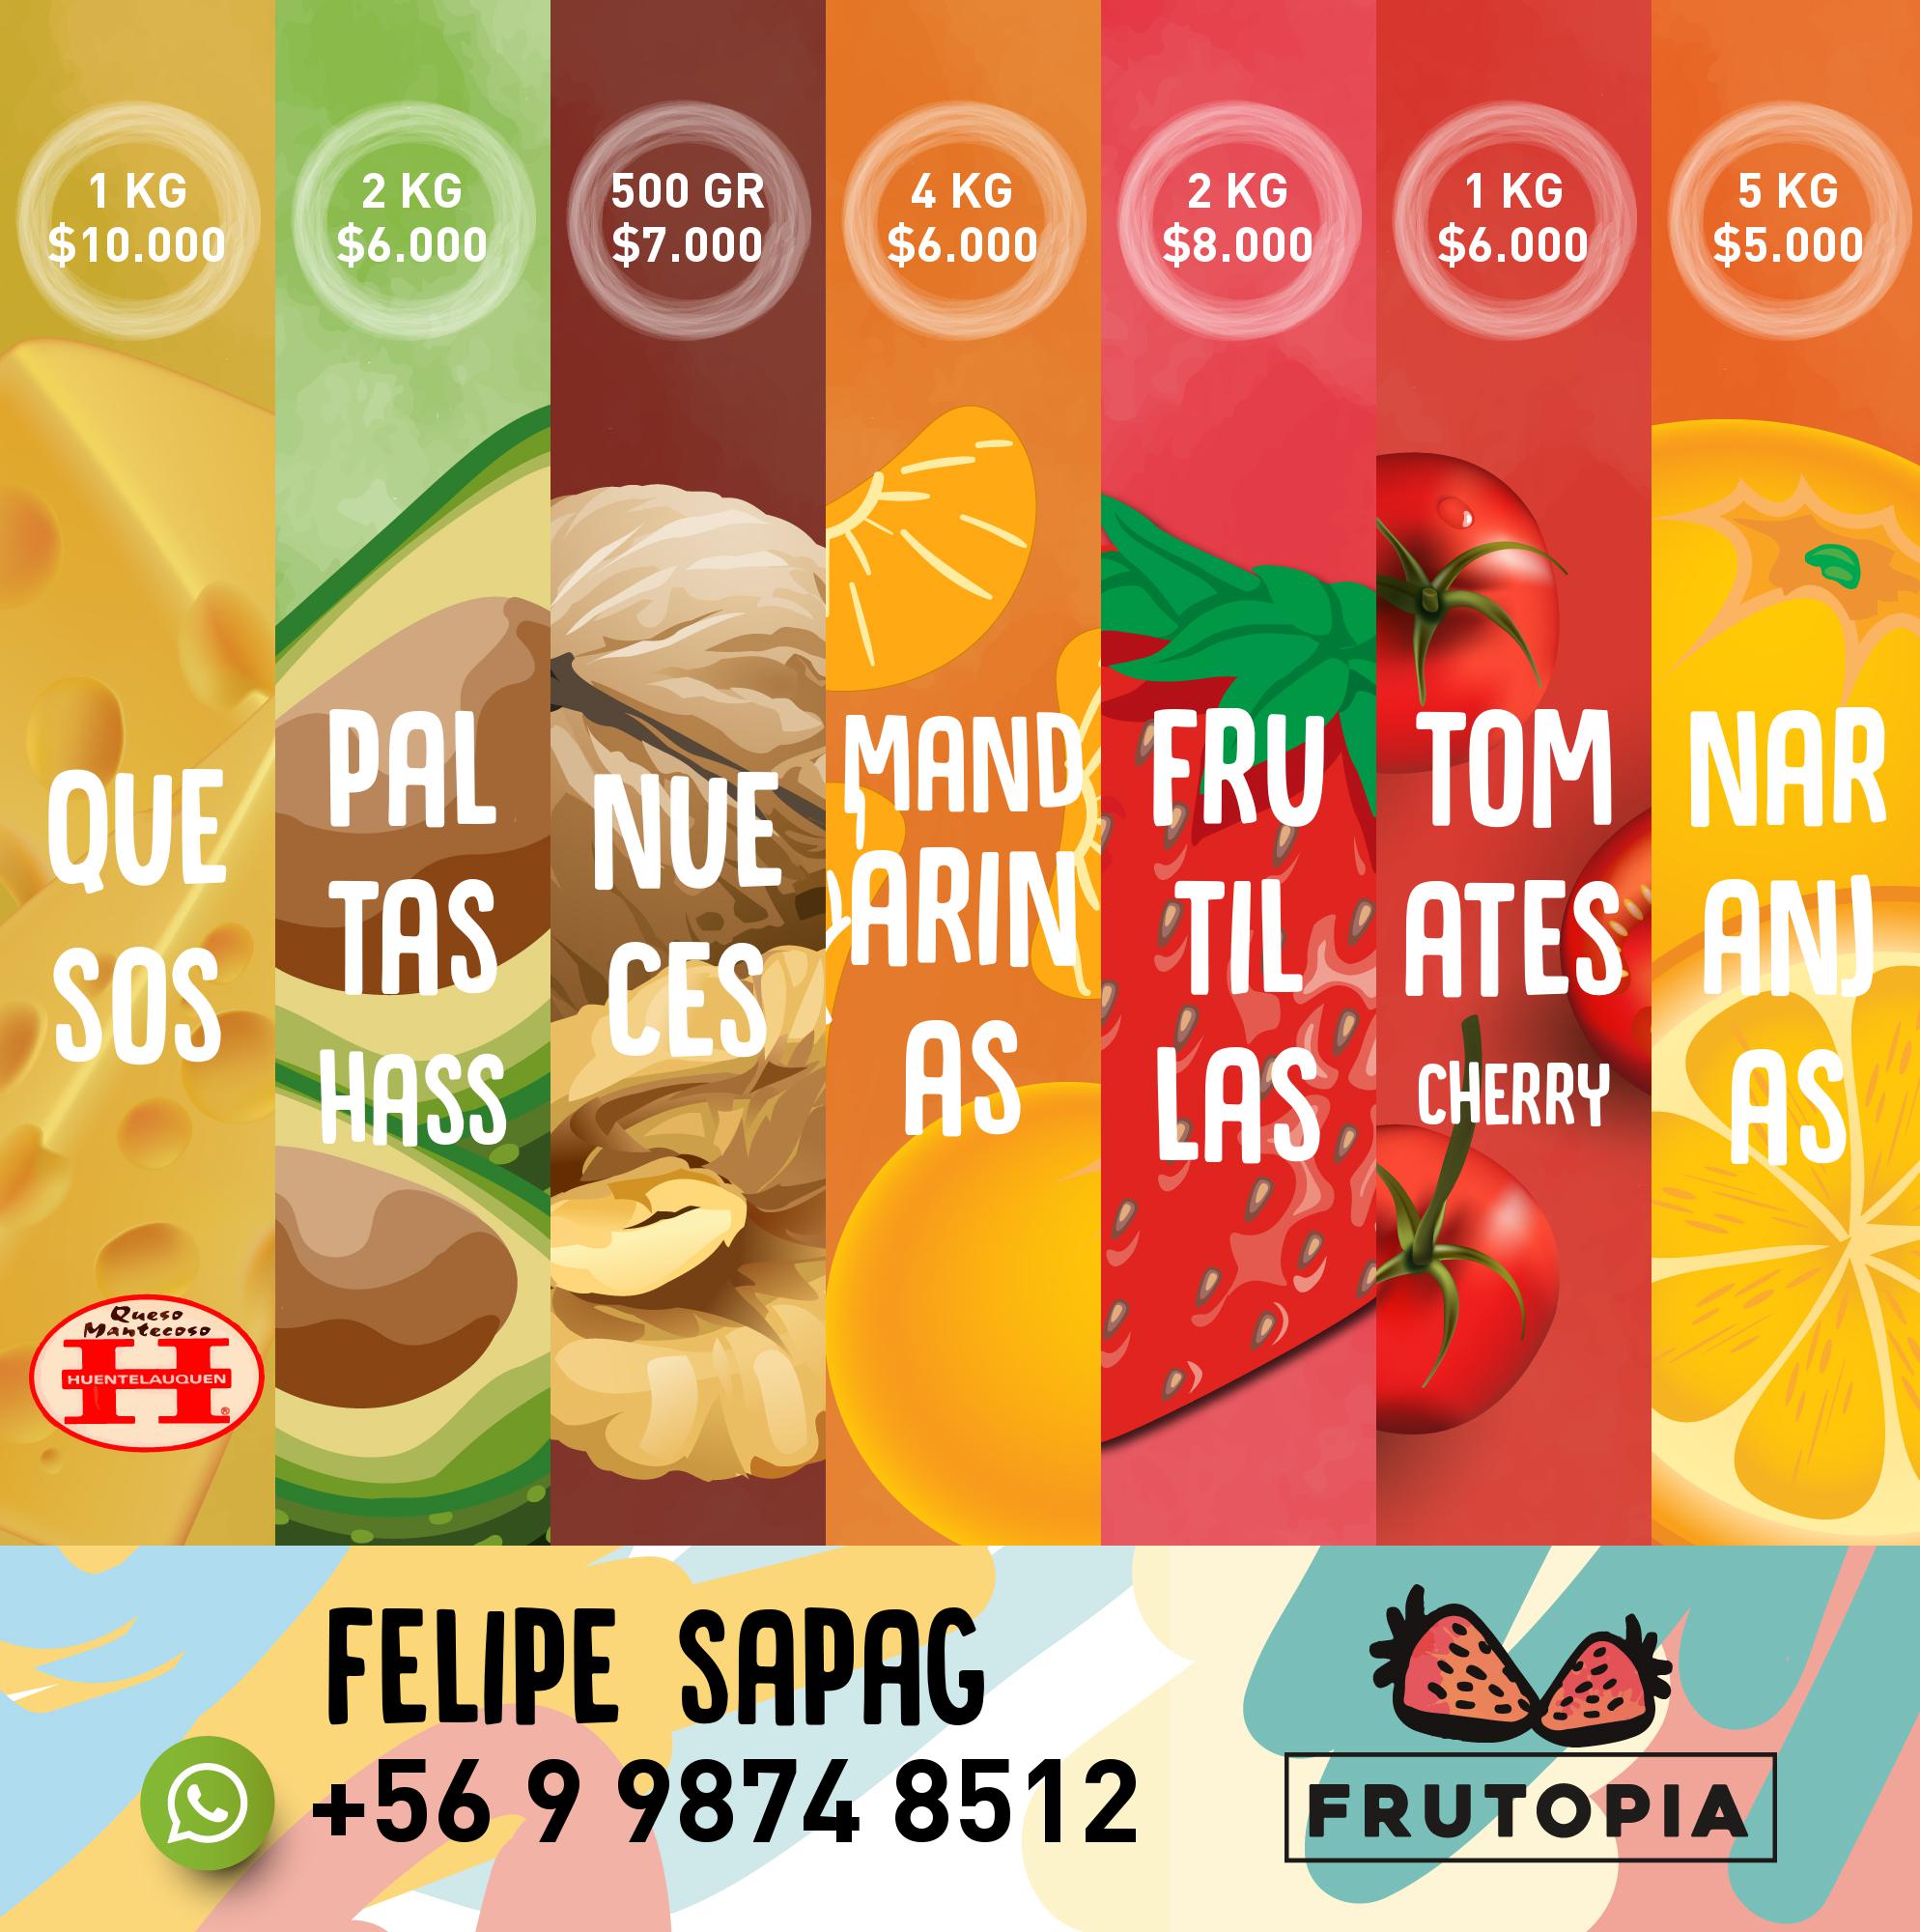 1 KG
$10.000
QUE
SOS
Queso
Mantecoso
HUENTELAUQUEN
®
2 KG
$6.000
PAL
TAS
HASS
500 GR
$7.000
NUE
CES
4 KG
$6.000
MAND
ARIN
AS
2 KG
$8.000
FRU
TIL
LAS
1 KG
$6.000
TOM
ATES
CHERRY
5 KG
$5.000
NAR
ANJ
AS
FELIPE SAPAG
+56 9 9874 8512
FRUTOPIA